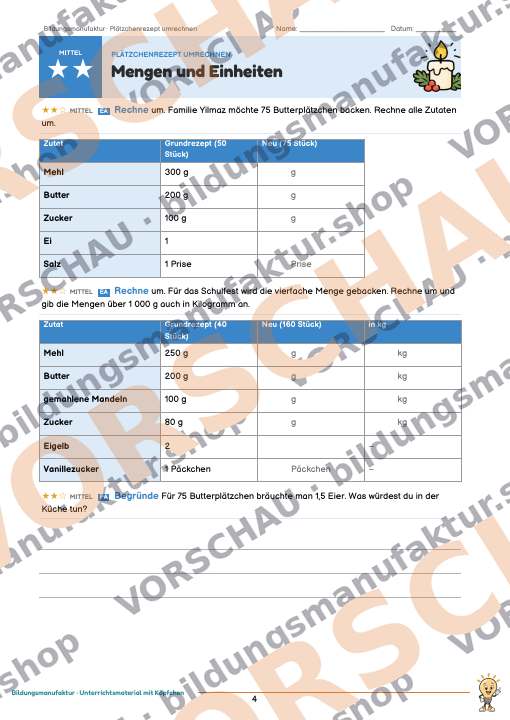 Bildungsmanufaktur · Plätzchenrezept umrechnen Name: Datum:
MITTEL
PLÄTZCHENREZEPT UMRECHNEN
Mengen und Einheiten
MITTEL EA Rechne um. Familie Yilmaz möchte 75 Butterplätzchen backen. Rechne alle Zutaten
um.
Zutat Grundrezept (50 Stück) Neu (75 Stück)
Mehl 300 g g
Butter 200 g g
Zucker 100 g g
Ei 1
Salz 1 Prise Prise
MITTEL EA Rechne um. Für das Schulfest wird die vierfache Menge gebacken. Rechne um und
gib die Mengen über 1 000 g auch in Kilogramm an.
Zutat Grundrezept (40 Stück) Neu (160 Stück) in kg
Mehl 250 g g kg
Butter 200 g g kg
gemahlene Mandeln 100 g g kg
Zucker 80 g g kg
Eigelb 2 –
Vanillezucker 1 Päckchen Päckchen –
MITTEL PA Begründe Für 75 Butterplätzchen bräuchte man 1,5 Eier. Was würdest du in der
Küche tun?
Bildungsmanufaktur · Unterrichtsmaterial mit Köpfchen
4
VORSCHAU · bildungsmanufaktur.shop
VORSCHAU